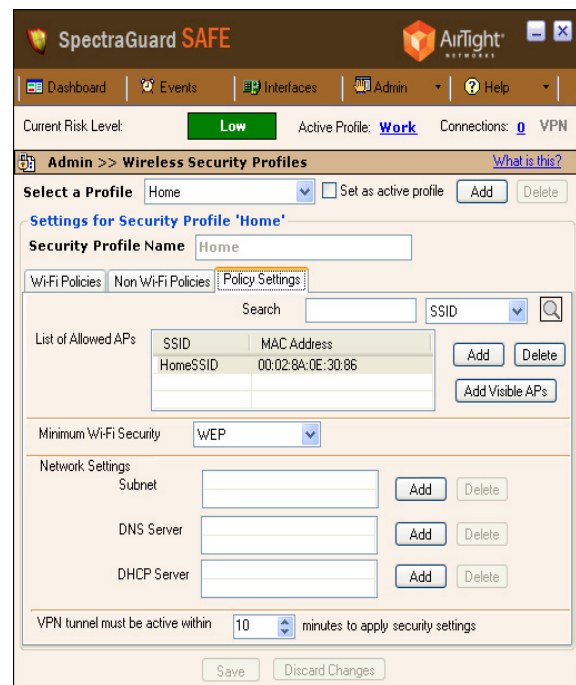 SpectraGuard SAFE
AirTight
NETWORKS
Dashboard Events Interfaces Admin Help
Current Risk Level: Low Active Profile: Work Connections: 0 VPN
Admin >> Wireless Security Profiles What is this?
Select a Profile Home Set as active profile Add Delete
Settings for Security Profile 'Home'
Security Profile Name Home
Wi-Fi Policies Non Wi-Fi Policies Policy Settings
Search SSID
List of Allowed APs SSID MAC Address
HomeSSID 00:02:8A:0E:30:86
Add Delete
Add Visible APs
Minimum Wi-Fi Security WEP
Network Settings
Subnet Add Delete
DNS Server Add Delete
DHCP Server Add Delete
VPN tunnel must be active within 10 minutes to apply security settings
Save Discard Changes